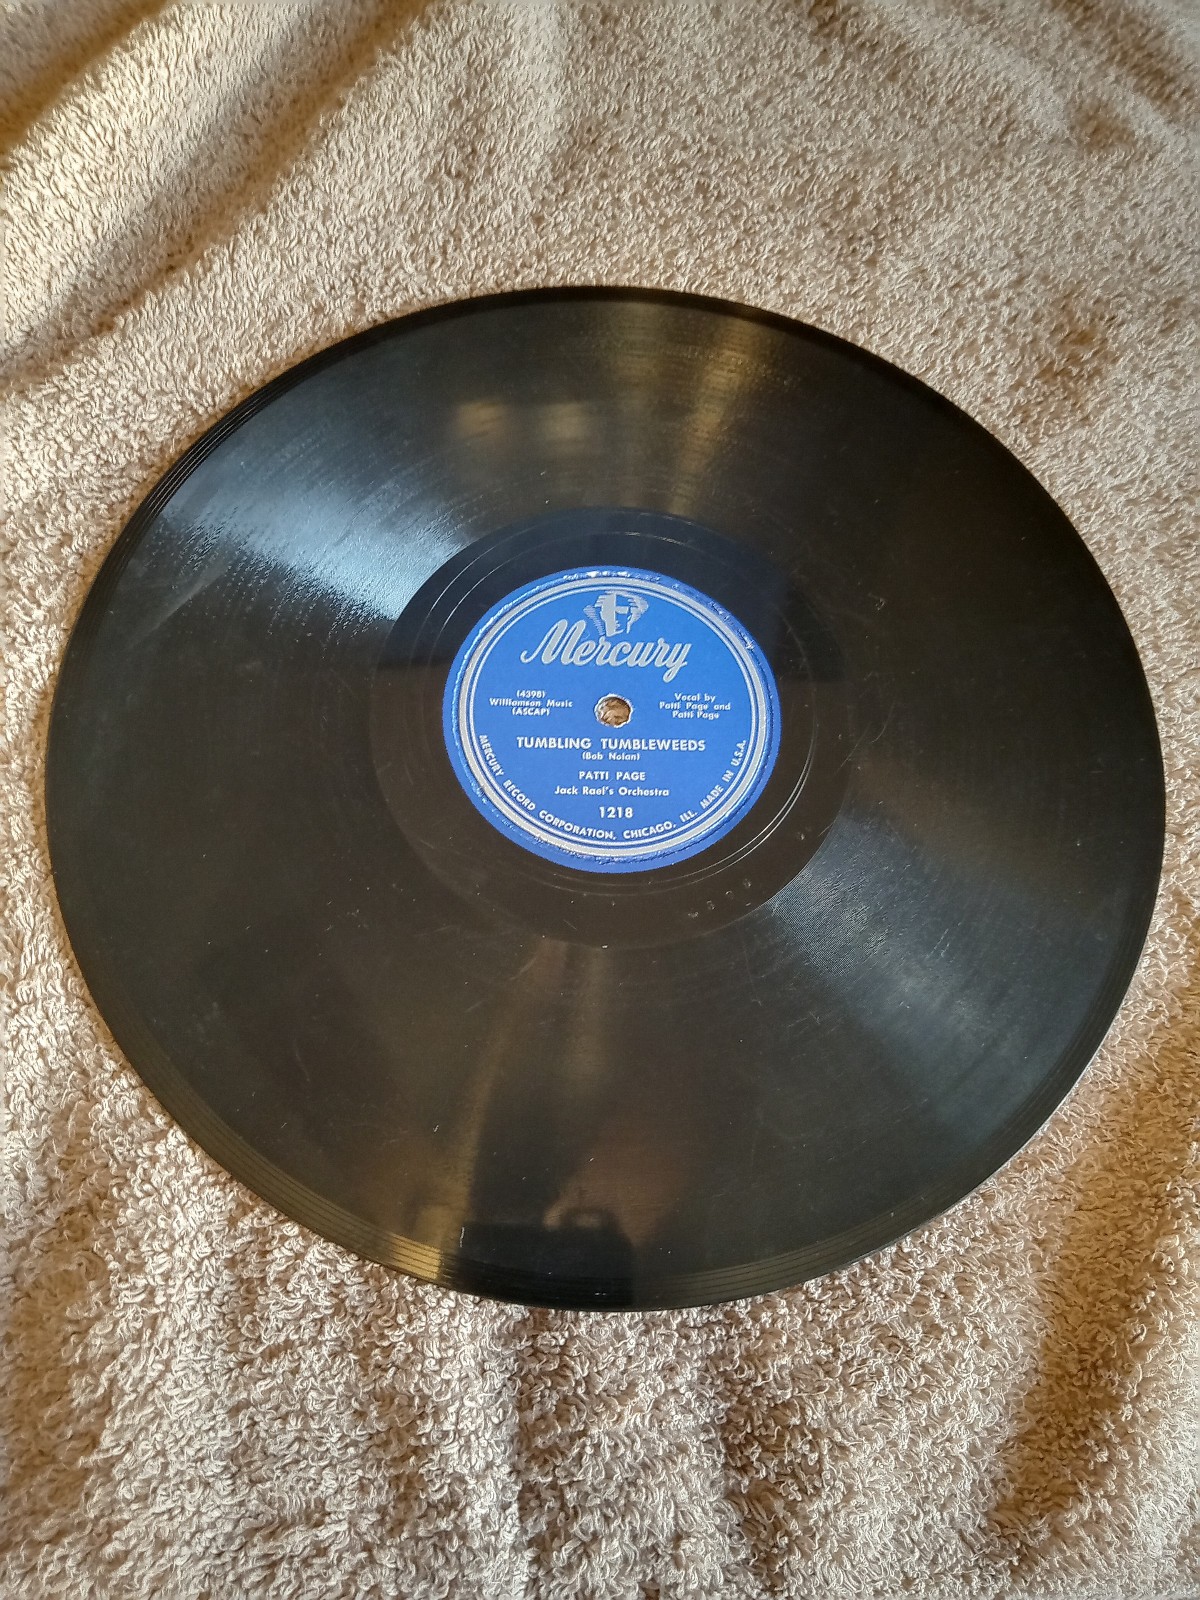 Mercury
(4398)
Williamson Music
(ASCAP)
Vocal by
Patti Page and
Patti Page
TUMBLING TUMBLEWEEDS
(Bob Nolan)
PATTI PAGE
Jack Rael's Orchestra
1218
MERCURY RECORD CORPORATION, CHICAGO, ILL. MADE IN U.S.A.